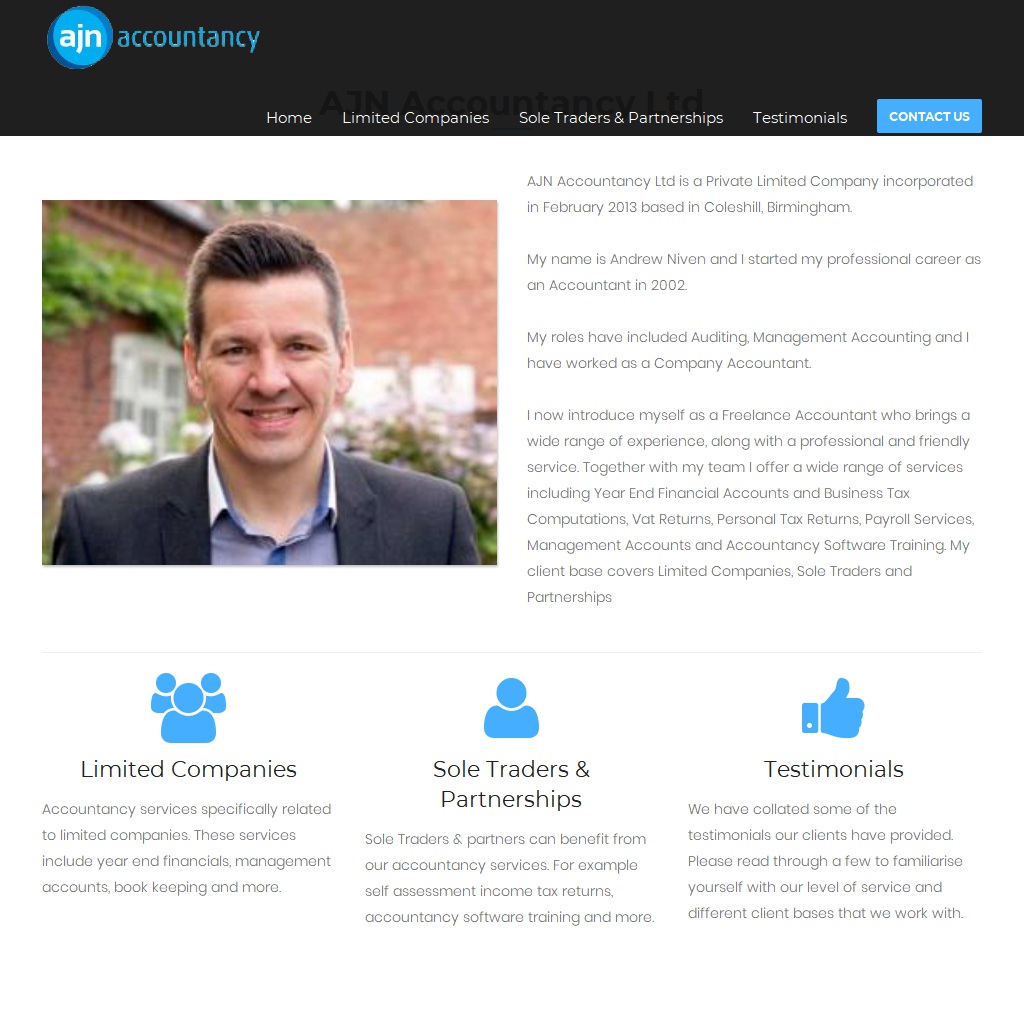 ajn accountancy
AJN Accountancy Ltd
Home Limited Companies Sole Traders & Partnerships Testimonials CONTACT US
AJN Accountancy Ltd is a Private Limited Company incorporated
in February 2013 based in Coleshill, Birmingham.
My name is Andrew Niven and I started my professional career as
an Accountant in 2002.
My roles have included Auditing, Management Accounting and I
have worked as a Company Accountant.
I now introduce myself as a Freelance Accountant who brings a
wide range of experience, along with a professional and friendly
service. Together with my team I offer a wide range of services
including Year End Financial Accounts and Business Tax
Computations, Vat Returns, Personal Tax Returns, Payroll Services,
Management Accounts and Accountancy Software Training. My
client base covers Limited Companies, Sole Traders and
Partnerships
Limited Companies
Accountancy services specifically related
to limited companies. These services
include year end financials, management
accounts, book keeping and more.
Sole Traders &
Partnerships
Sole Traders & partners can benefit from
our accountancy services. For example
self assessment income tax returns,
accountancy software training and more.
Testimonials
We have collated some of the
testimonials our clients have provided.
Please read through a few to familiarise
yourself with our level of service and
different client bases that we work with.